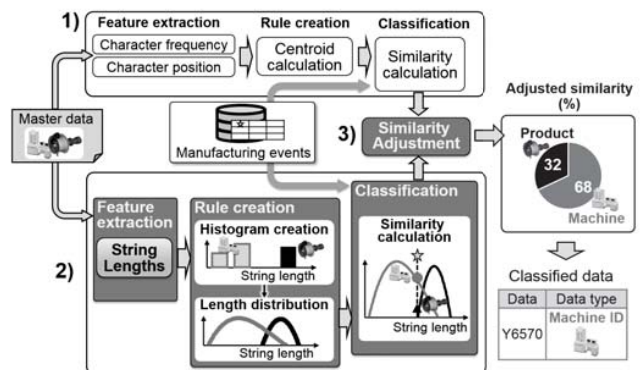 1)
Feature extraction
Rule creation
Classification
Character frequency
Character position
Centroid
calculation
Similarity
calculation
Master data
Manufacturing events
3)
Similarity
Adjustment
Adjusted similarity
(%)
Product
32
68
Machine
2)
Feature
extraction
String
Lengths
Rule creation
Histogram creation
String length
Length distribution
String length
Classification
Similarity
calculation
String length
Classified data
Data
Data type
Y6570
Machine ID